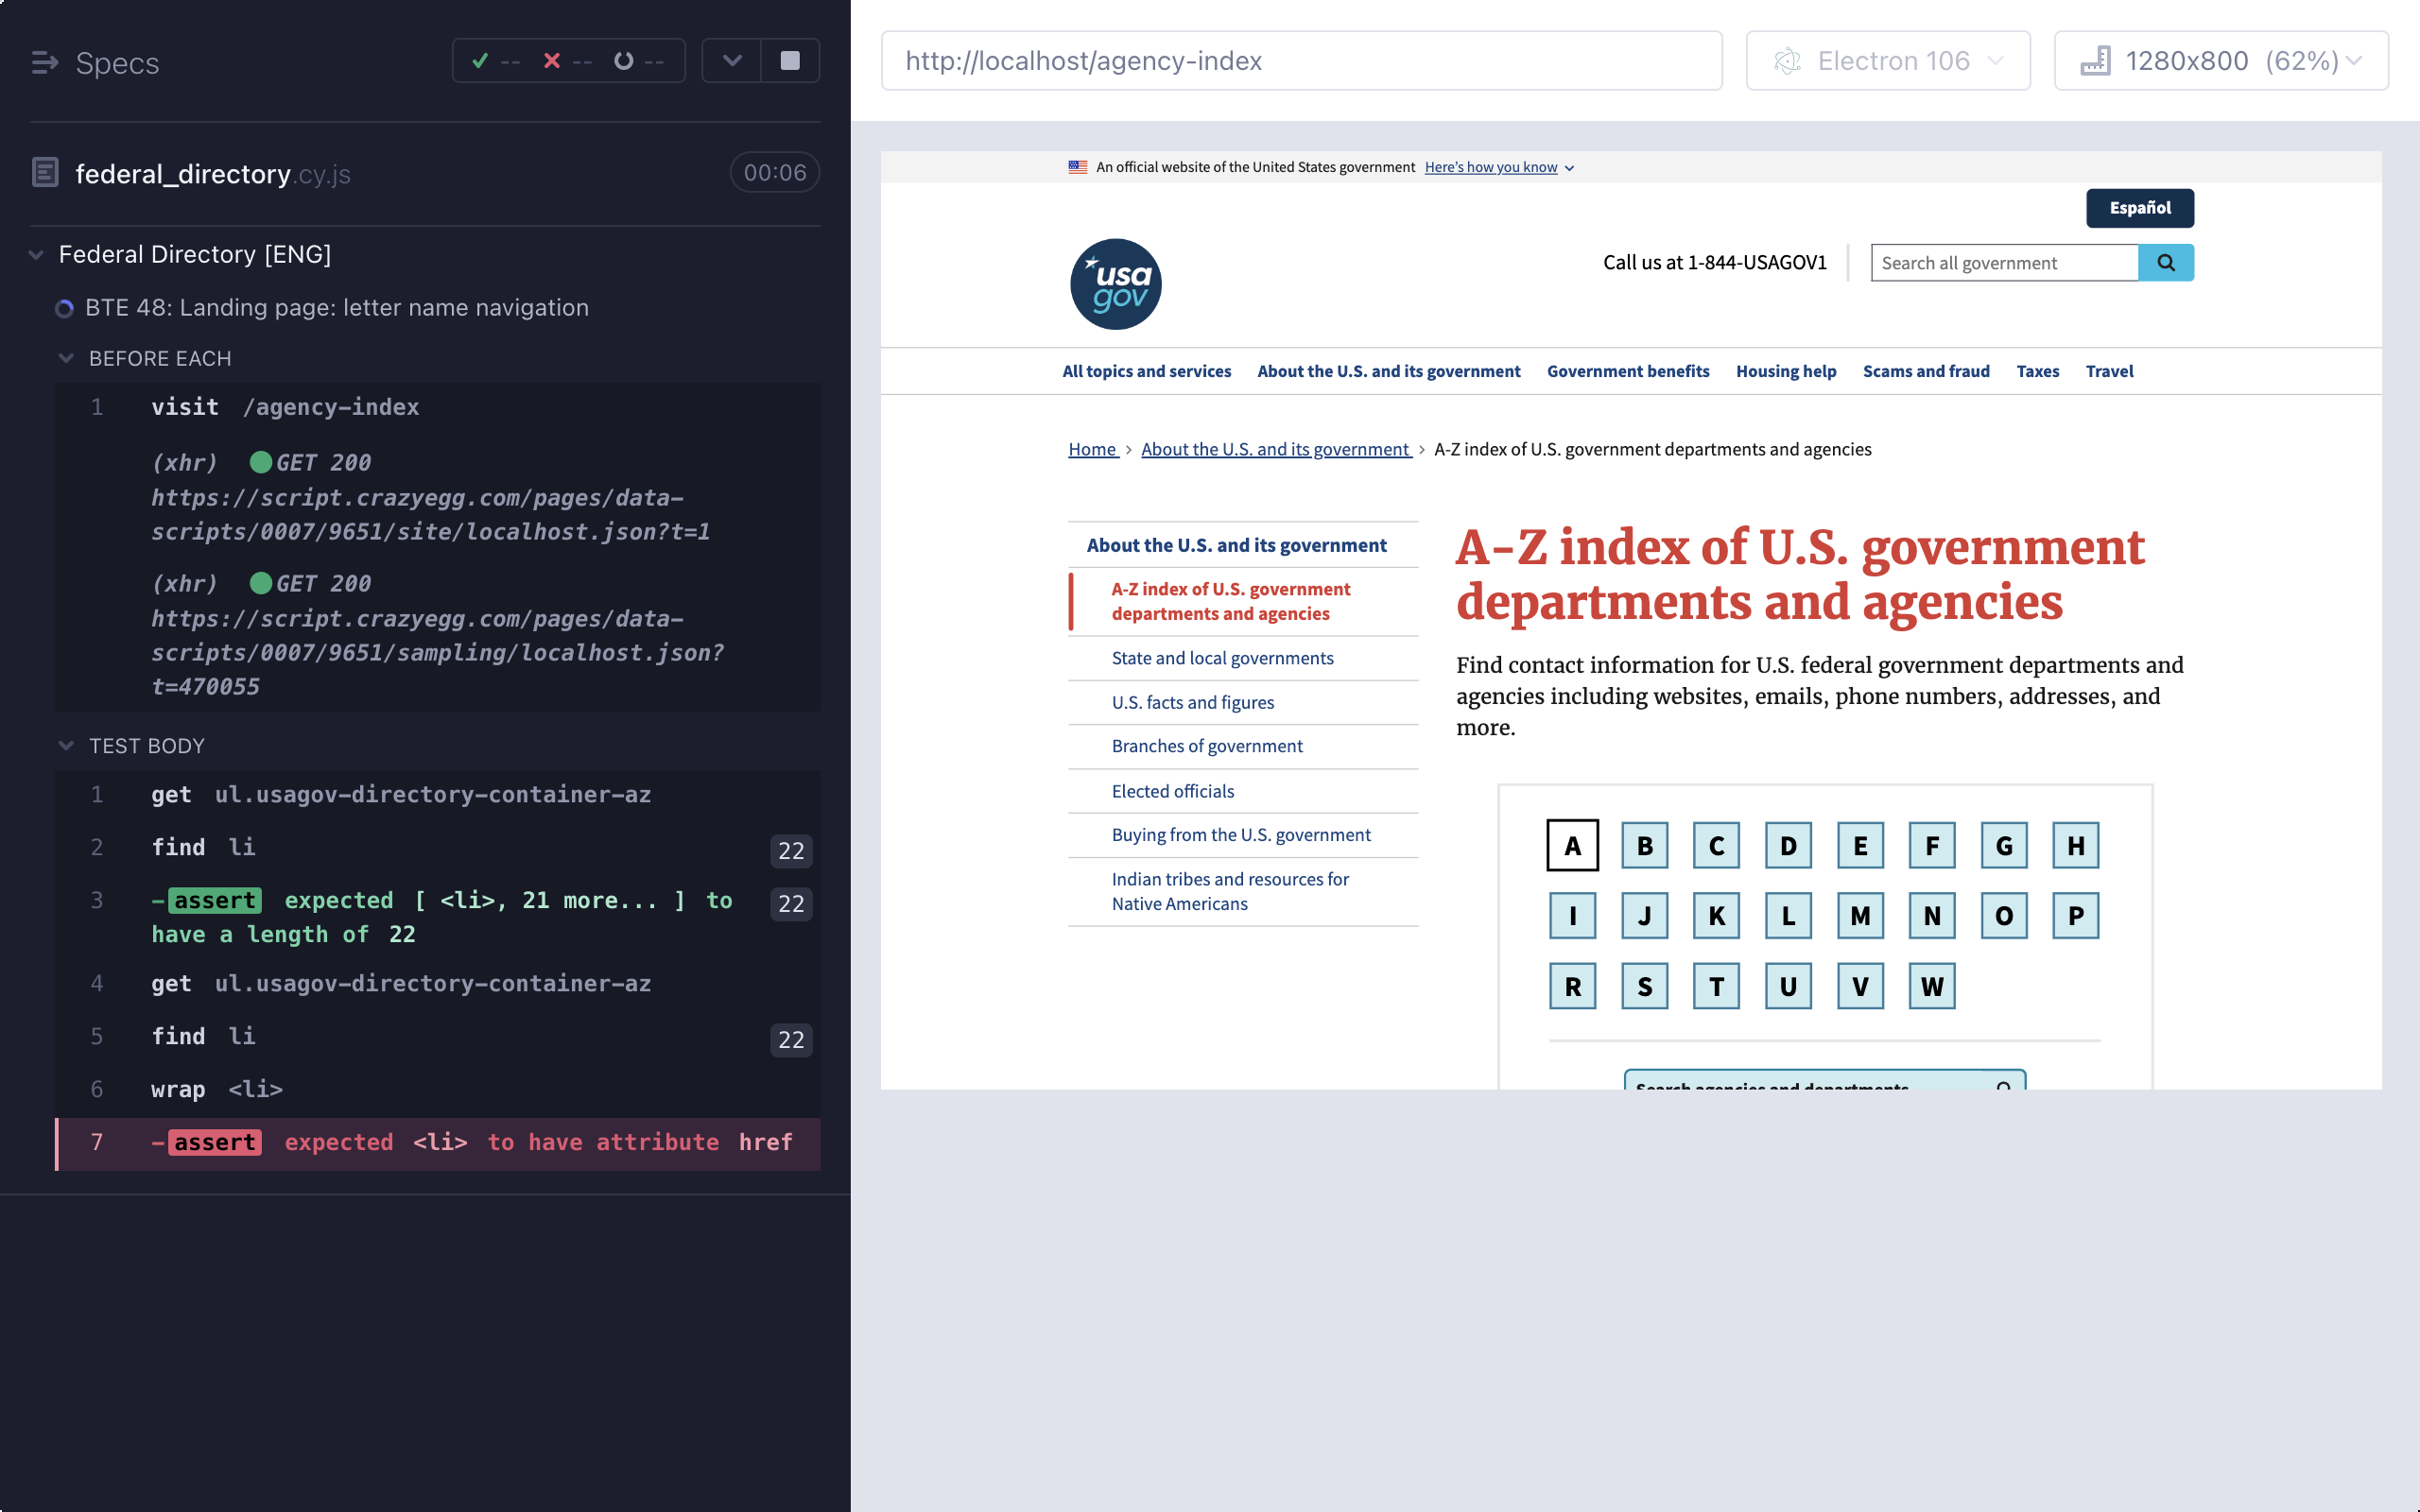 Specs
-- -- --
federal_directory.cy.js
00:06
Federal Directory [ENG]
BTE 48: Landing page: letter name navigation
BEFORE EACH
1 visit /agency-index
(xhr) GET 200
https://script.crazyegg.com/pages/data-
scripts/0007/9651/site/localhost.json?t=1
(xhr) GET 200
https://script.crazyegg.com/pages/data-
scripts/0007/9651/sampling/localhost.json?
t=470055
TEST BODY
1 get ul.usagov-directory-container-az
2 find li 22
3 -assert expected [ <li>, 21 more... ] to 22
have a length of 22
4 get ul.usagov-directory-container-az
5 find li 22
6 wrap <li>
7 -assert expected <li> to have attribute href
http://localhost/agency-index
Electron 106
1280x800 (62%)
An official website of the United States government Here's how you know
Español
usa
gov
Call us at 1-844-USAGOV1
Search all government
All topics and services About the U.S. and its government Government benefits Housing help Scams and fraud Taxes Travel
Home › About the U.S. and its government › A-Z index of U.S. government departments and agencies
About the U.S. and its government
A-Z index of U.S. government
departments and agencies
State and local governments
U.S. facts and figures
Branches of government
Elected officials
Buying from the U.S. government
Indian tribes and resources for
Native Americans
A-Z index of U.S. government
departments and agencies
Find contact information for U.S. federal government departments and
agencies including websites, emails, phone numbers, addresses, and
more.
A B C D E F G H
I J K L M N O P
R S T U V W
Search agencies and departments